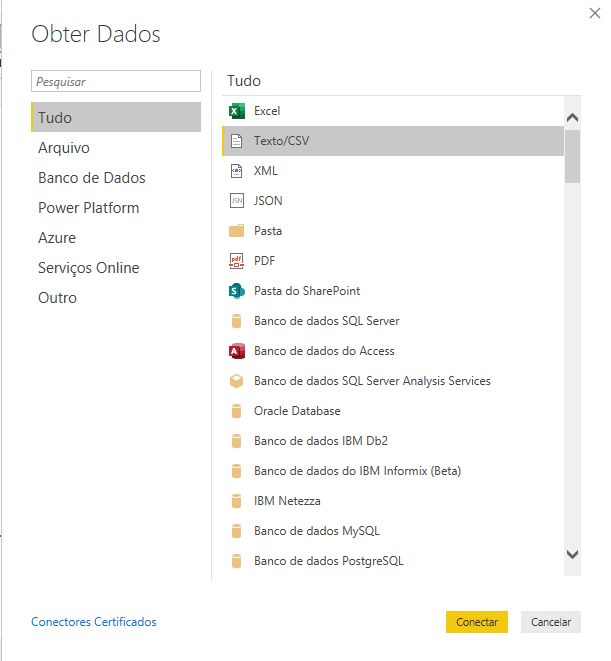 Obter Dados
Pesquisar
Tudo
Arquivo
Banco de Dados
Power Platform
Azure
Serviços Online
Outro
Tudo
Excel
Texto/CSV
XML
JSON
Pasta
PDF
Pasta do SharePoint
Banco de dados SQL Server
Banco de dados do Access
Banco de dados SQL Server Analysis Services
Oracle Database
Banco de dados IBM Db2
Banco de dados do IBM Informix (Beta)
IBM Netezza
Banco de dados MySQL
Banco de dados PostgreSQL
Conectores Certificados
Conectar
Cancelar